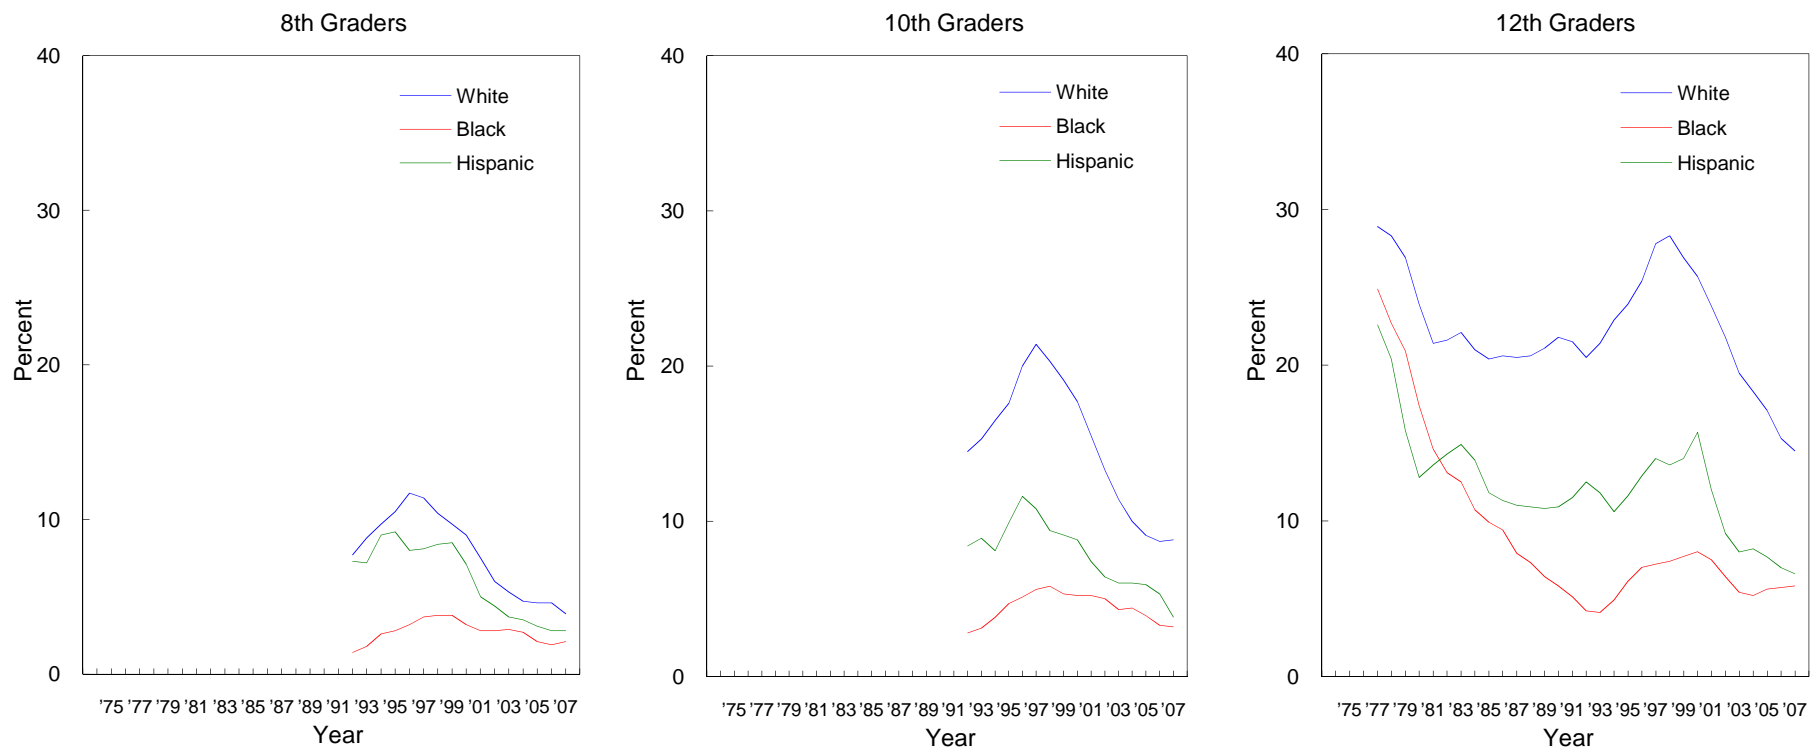 8th Graders
40
30
20
10
0
Percent
White
Black
Hispanic
’75 ’77 ’79 ’81 ’83 ’85 ’87 ’89 ’91 ’93 ’95 ’97 ’99 ’01 ’03 ’05 ’07
Year
10th Graders
40
30
20
10
0
Percent
White
Black
Hispanic
’75 ’77 ’79 ’81 ’83 ’85 ’87 ’89 ’91 ’93 ’95 ’97 ’99 ’01 ’03 ’05 ’07
Year
12th Graders
40
30
20
10
0
Percent
White
Black
Hispanic
’75 ’77 ’79 ’81 ’83 ’85 ’87 ’89 ’91 ’93 ’95 ’97 ’99 ’01 ’03 ’05 ’07
Year